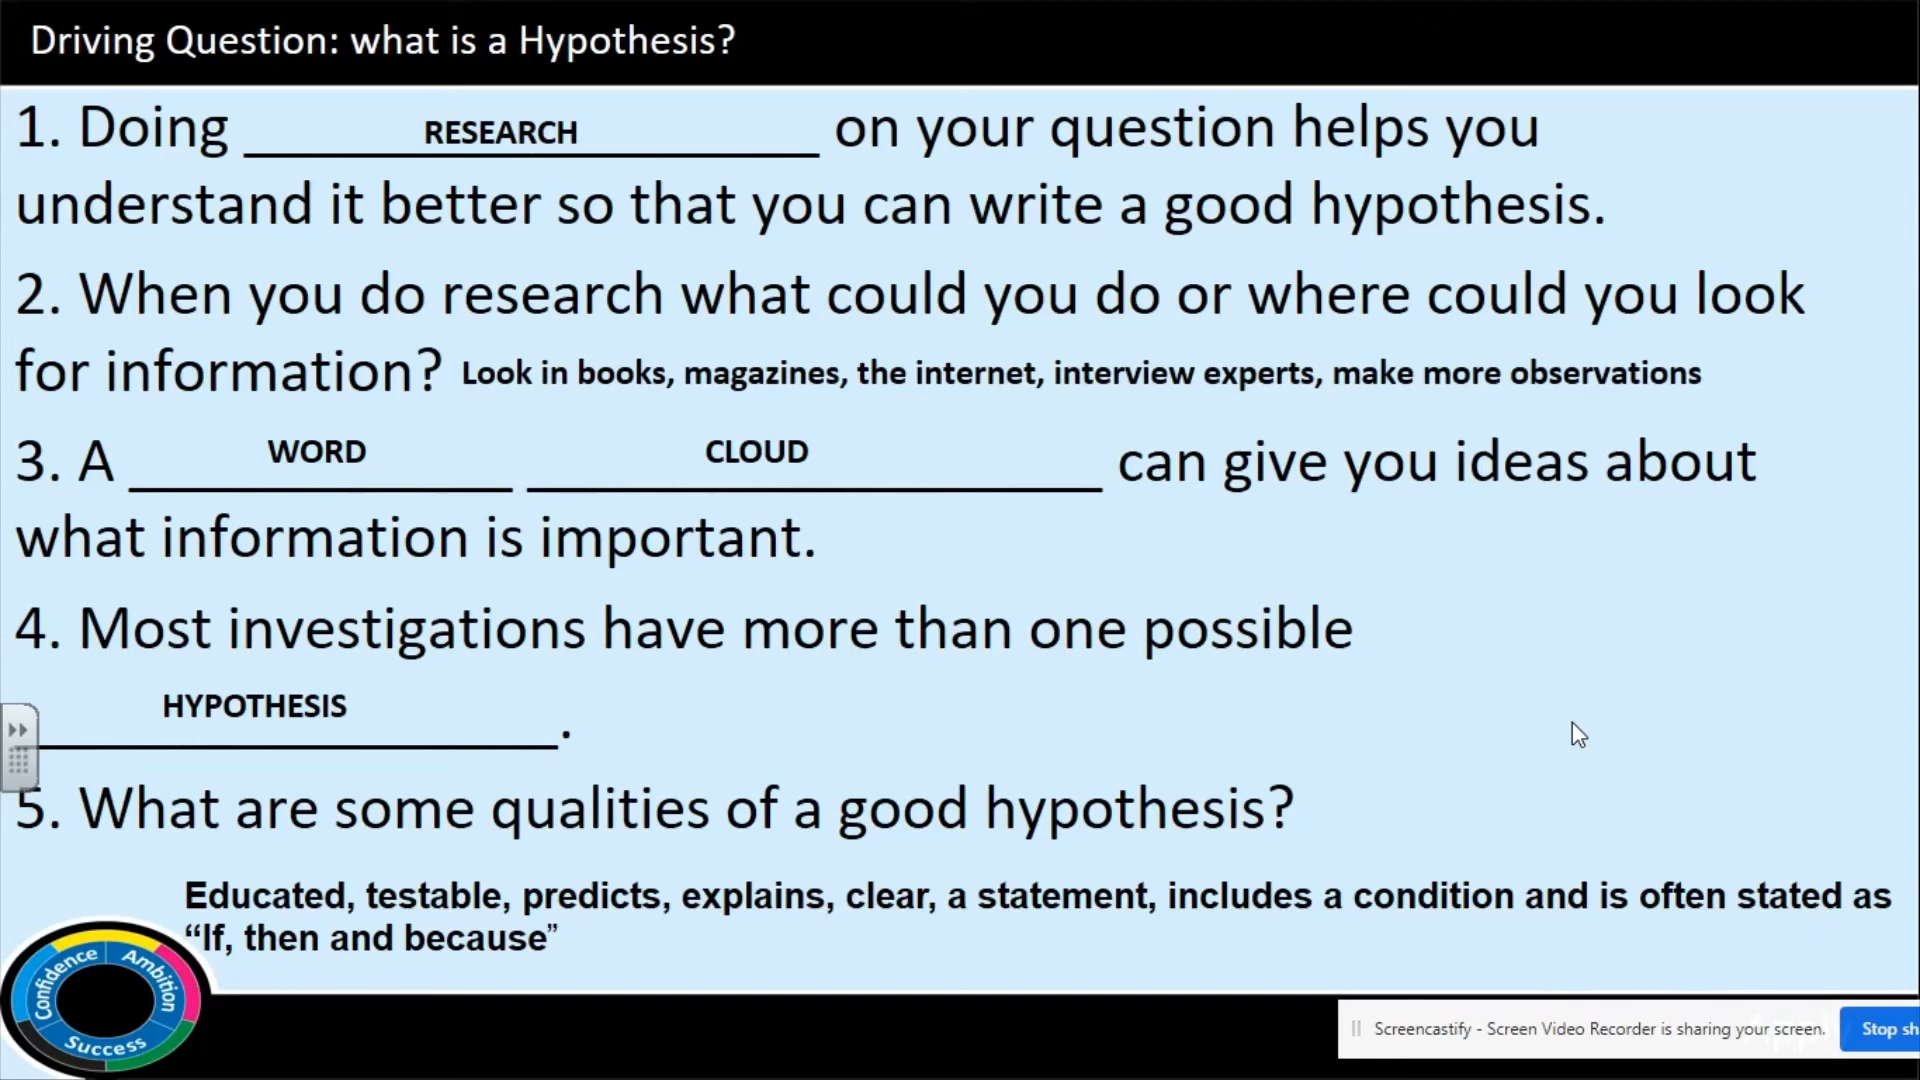 Driving Question: what is a Hypothesis?
1. Doing RESEARCH on your question helps you
understand it better so that you can write a good hypothesis.
2. When you do research what could you do or where could you look
for information? Look in books, magazines, the internet, interview experts, make more observations
3. A WORD CLOUD can give you ideas about
what information is important.
4. Most investigations have more than one possible
HYPOTHESIS.
5. What are some qualities of a good hypothesis?
Educated, testable, predicts, explains, clear, a statement, includes a condition and is often stated as
“If, then and because”
Confidence Ambition
Success
Screencastify - Screen Video Recorder is sharing your screen. Stop sh